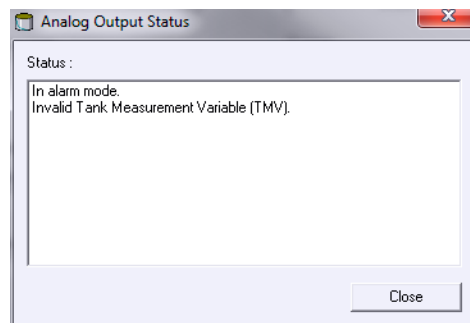 Analog Output Status
Status :
In alarm mode.
Invalid Tank Measurement Variable (TMV).
Close